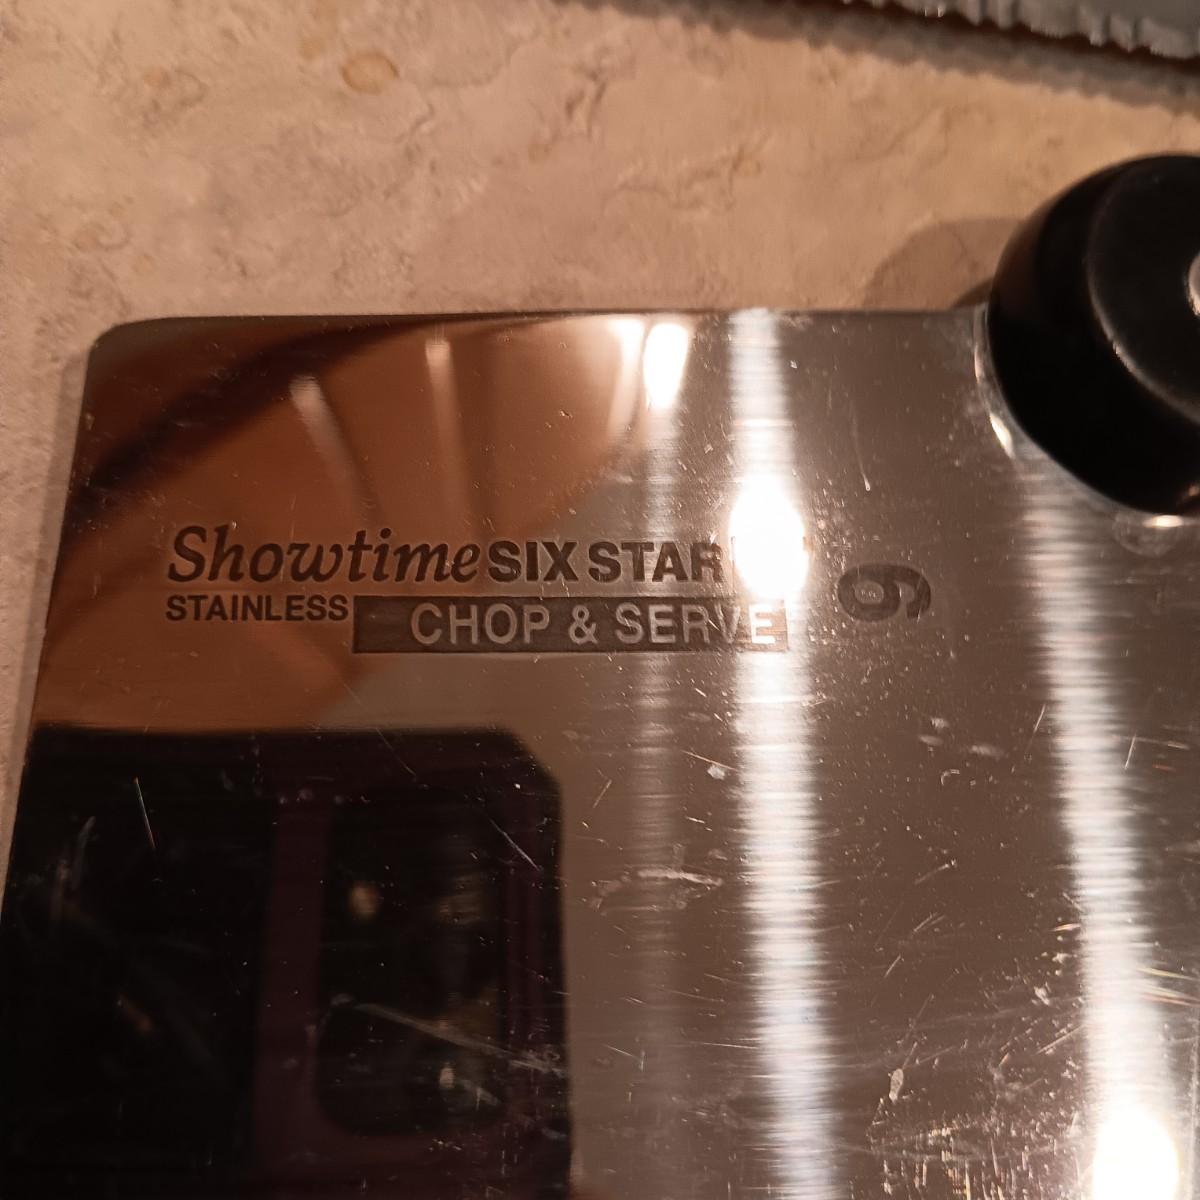 Showtime SIX STAR
STAINLESS CHOP & SERVE
6